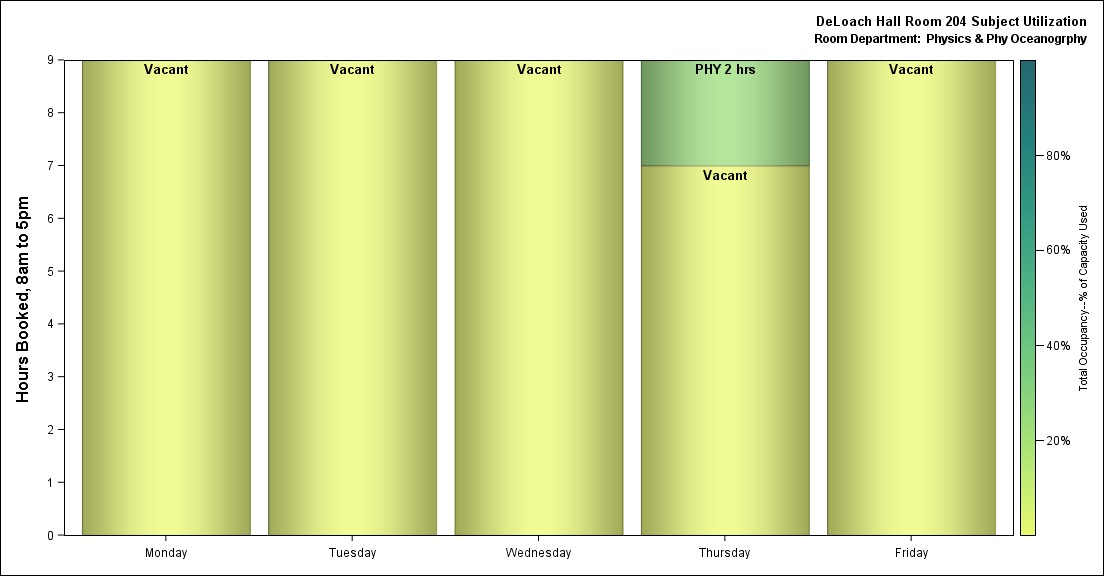 DeLoach Hall Room 204 Subject Utilization
Room Department: Physics & Phy Oceanogrphy
9
8
7
6
5
4
3
2
1
0
Hours Booked, 8am to 5pm
Vacant
Vacant
Vacant
PHY 2 hrs
Vacant
Vacant
Monday
Tuesday
Wednesday
Thursday
Friday
80%
60%
40%
20%
Total Occupancy--% of Capacity Used